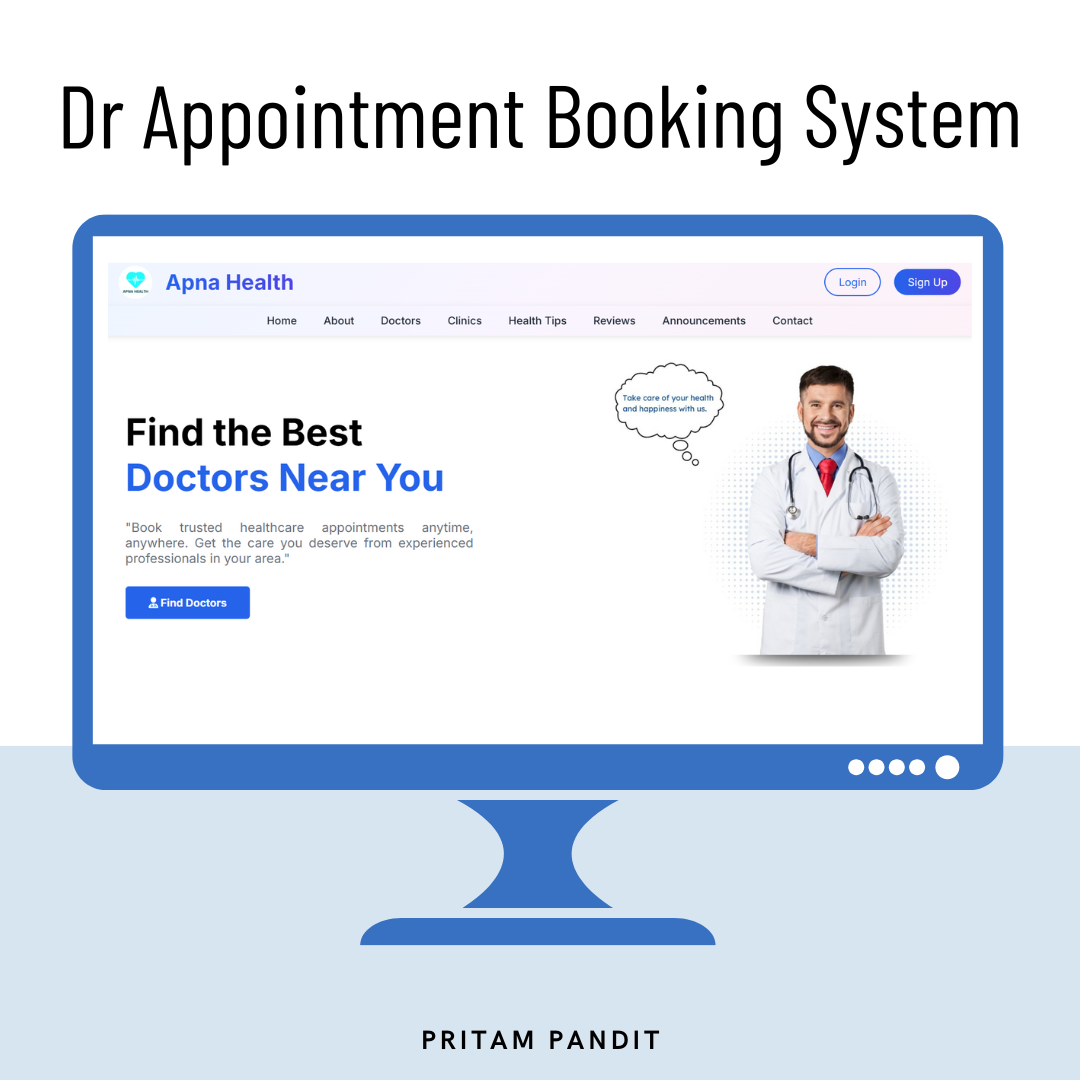 Dr Appointment Booking System
APNA HEALTH
Apna Health
Login
Sign Up
Home About Doctors Clinics Health Tips Reviews Announcements Contact
Take care of your health
and happiness with us.
Find the Best
Doctors Near You
"Book trusted healthcare appointments anytime,
anywhere. Get the care you deserve from experienced
professionals in your area."
Find Doctors
PRITAM PANDIT